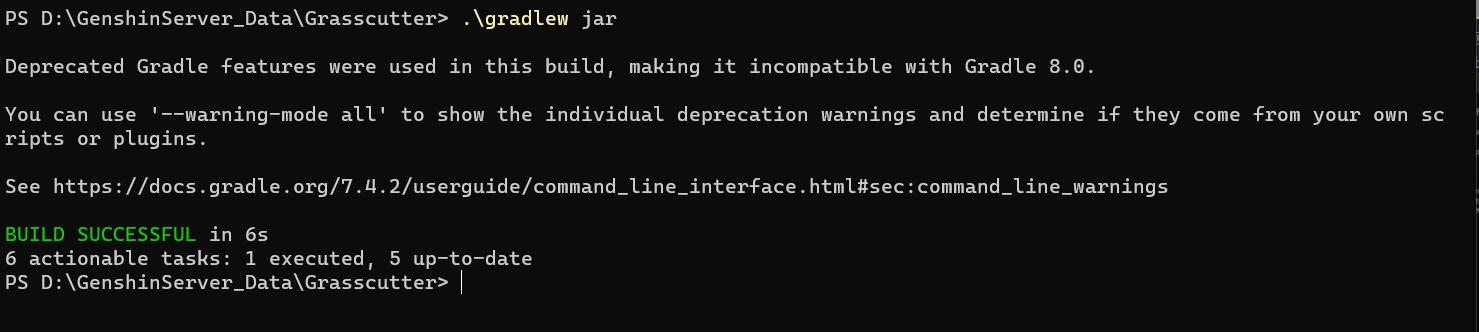 PS D:\GenshinServer_Data\Grasscutter> .\gradlew jar
Deprecated Gradle features were used in this build, making it incompatible with Gradle 8.0.
You can use '--warning-mode all' to show the individual deprecation warnings and determine if they come from your own sc
ripts or plugins.
See https://docs.gradle.org/7.4.2/userguide/command_line_interface.html#sec:command_line_warnings
BUILD SUCCESSFUL in 6s
6 actionable tasks: 1 executed, 5 up-to-date
PS D:\GenshinServer_Data\Grasscutter>